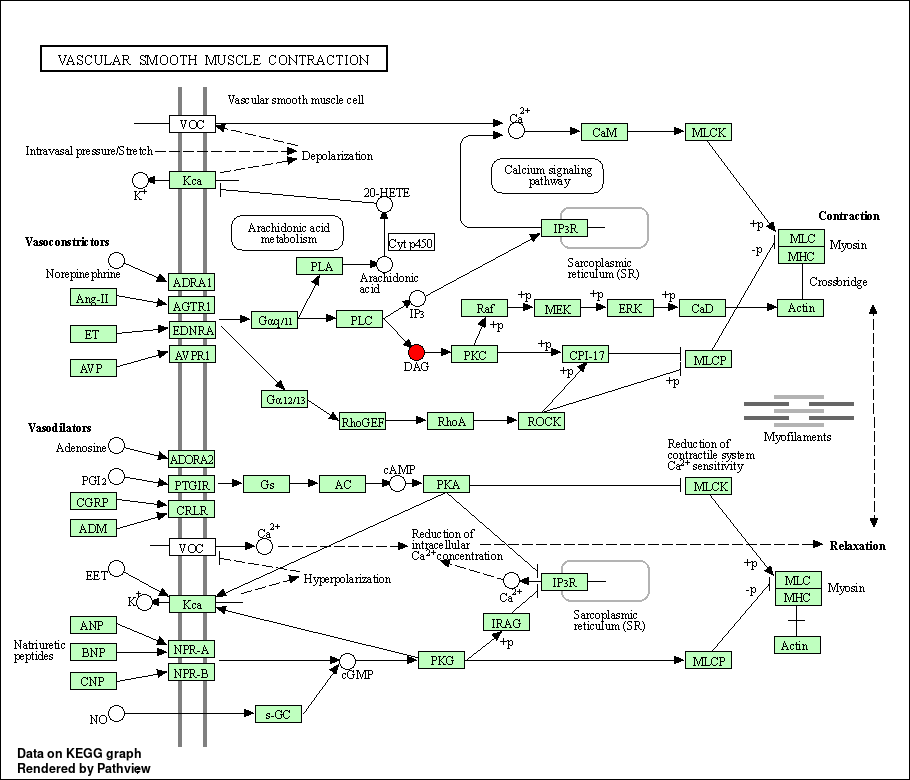 VASCULAR SMOOTH MUSCLE CONTRACTION
Vascular smooth muscle cell
VOC
Ca2+
CaM
MLCK
Intravasal pressure/Stretch
Depolarization
Kca
K+
20-HETE
Calcium signaling
pathway
Arachidonic acid
metabolism
Cyt p450
IP3R
Sarcoplasmic
reticulum (SR)
+p
-p
Contraction
MLC
MHC
Myosin
Crossbridge
Actin
Vasoconstrictors
Norepinephrine
ADRA1
PLA
Arachidonic
acid
Ang-II
AGTR1
IP3
ET
EDNRA
Gαq/11
PLC
Raf
+p
MEK
+p
ERK
+p
CaD
+p
AVP
AVPR1
DAG
PKC
+p
CPI-17
MLCP
+p
+p
Gα12/13
RhoGEF
RhoA
ROCK
Myofilaments
Vasodilators
Adenosine
ADORA2
Reduction of
contractile system
Ca2+ sensitivity
PGI2
PTGIR
Gs
AC
cAMP
PKA
MLCK
CGRP
CRLR
ADM
VOC
Ca2+
Reduction of
intracellular
Ca2+ concentration
Relaxation
EET
Hyperpolarization
K+
Kca
Ca2+
IP3R
Sarcoplasmic
reticulum (SR)
+p
-p
MLC
MHC
Myosin
Actin
IRAG
+p
ANP
Natriuretic
peptides
BNP
NPR-A
CNP
NPR-B
cGMP
PKG
MLCP
NO
s-GC
Data on KEGG graph
Rendered by Pathview